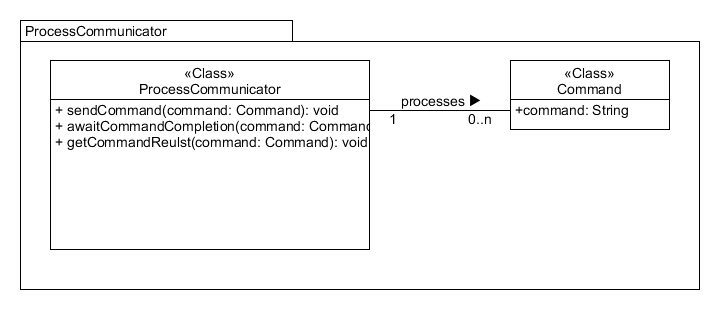 ProcessCommunicator
«Class»
ProcessCommunicator
+ sendCommand(command: Command): void
+ awaitCommandCompletion(command: Command
+ getCommandReulst(command: Command): void
processes ▶
1
0..n
«Class»
Command
+command: String